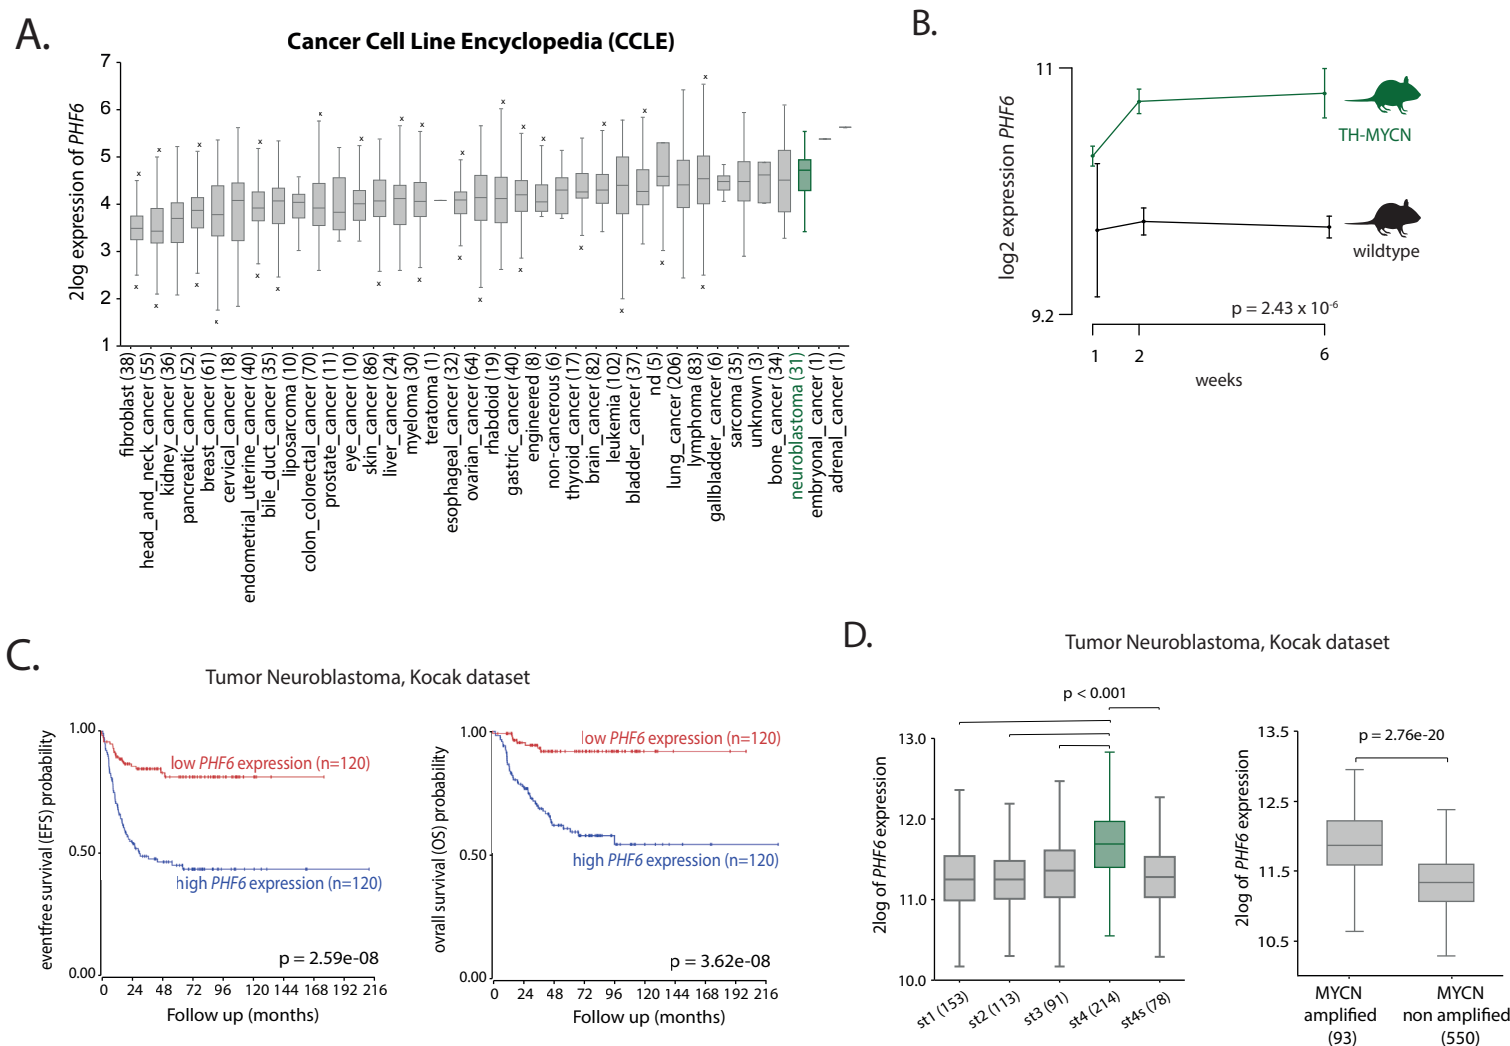 A.
Cancer Cell Line Encyclopedia (CCLE)
2log expression of PHF6
7
6
5
4
3
2
1
fibroblast (38)
head_and_neck_cancer (55)
kidney_cancer (36)
pancreatic_cancer (52)
breast_cancer (61)
cervical_cancer (18)
endometrial_uterine_cancer (40)
bile_duct_cancer (35)
liposarcoma (10)
colon_colorectal_cancer (70)
prostate_cancer (11)
eye_cancer (10)
skin_cancer (86)
liver_cancer (24)
myeloma (30)
teratoma (1)
esophageal_cancer (32)
ovarian_cancer (64)
rhabdoid (19)
gastric_cancer (40)
engineered (8)
non-cancerous (6)
thyroid_cancer (17)
brain_cancer (82)
leukemia (102)
bladder_cancer (37)
nd (5)
lung_cancer (206)
lymphoma (83)
gallbladder_cancer (6)
sarcoma (35)
unknown (3)
bone_cancer (34)
neuroblastoma (31)
embryonal_cancer (1)
adrenal_cancer (1)
B.
log2 expression PHF6
11
9.2
TH-MYCN
wildtype
p = 2.43 x 10-6
1 2 6
weeks
C.
Tumor Neuroblastoma, Kocak dataset
eventfree survival (EFS) probability
1.00
0.50
0.00
low PHF6 expression (n=120)
high PHF6 expression (n=120)
p = 2.59e-08
0 24 48 72 96 120 144 168 192 216
Follow up (months)
ovrall survival (OS) probability
1.00
0.50
0.00
low PHF6 expression (n=120)
high PHF6 expression (n=120)
p = 3.62e-08
0 24 48 72 96 120 144 168 192 216
Follow up (months)
D.
Tumor Neuroblastoma, Kocak dataset
p < 0.001
2log of PHF6 expression
13.0
12.0
11.0
10.0
st1 (153)
st2 (113)
st3 (91)
st4 (214)
st4s (78)
2log of PHF6 expression
13.5
12.5
11.5
10.5
p = 2.76e-20
MYCN
amplified
(93)
MYCN
non amplified
(550)